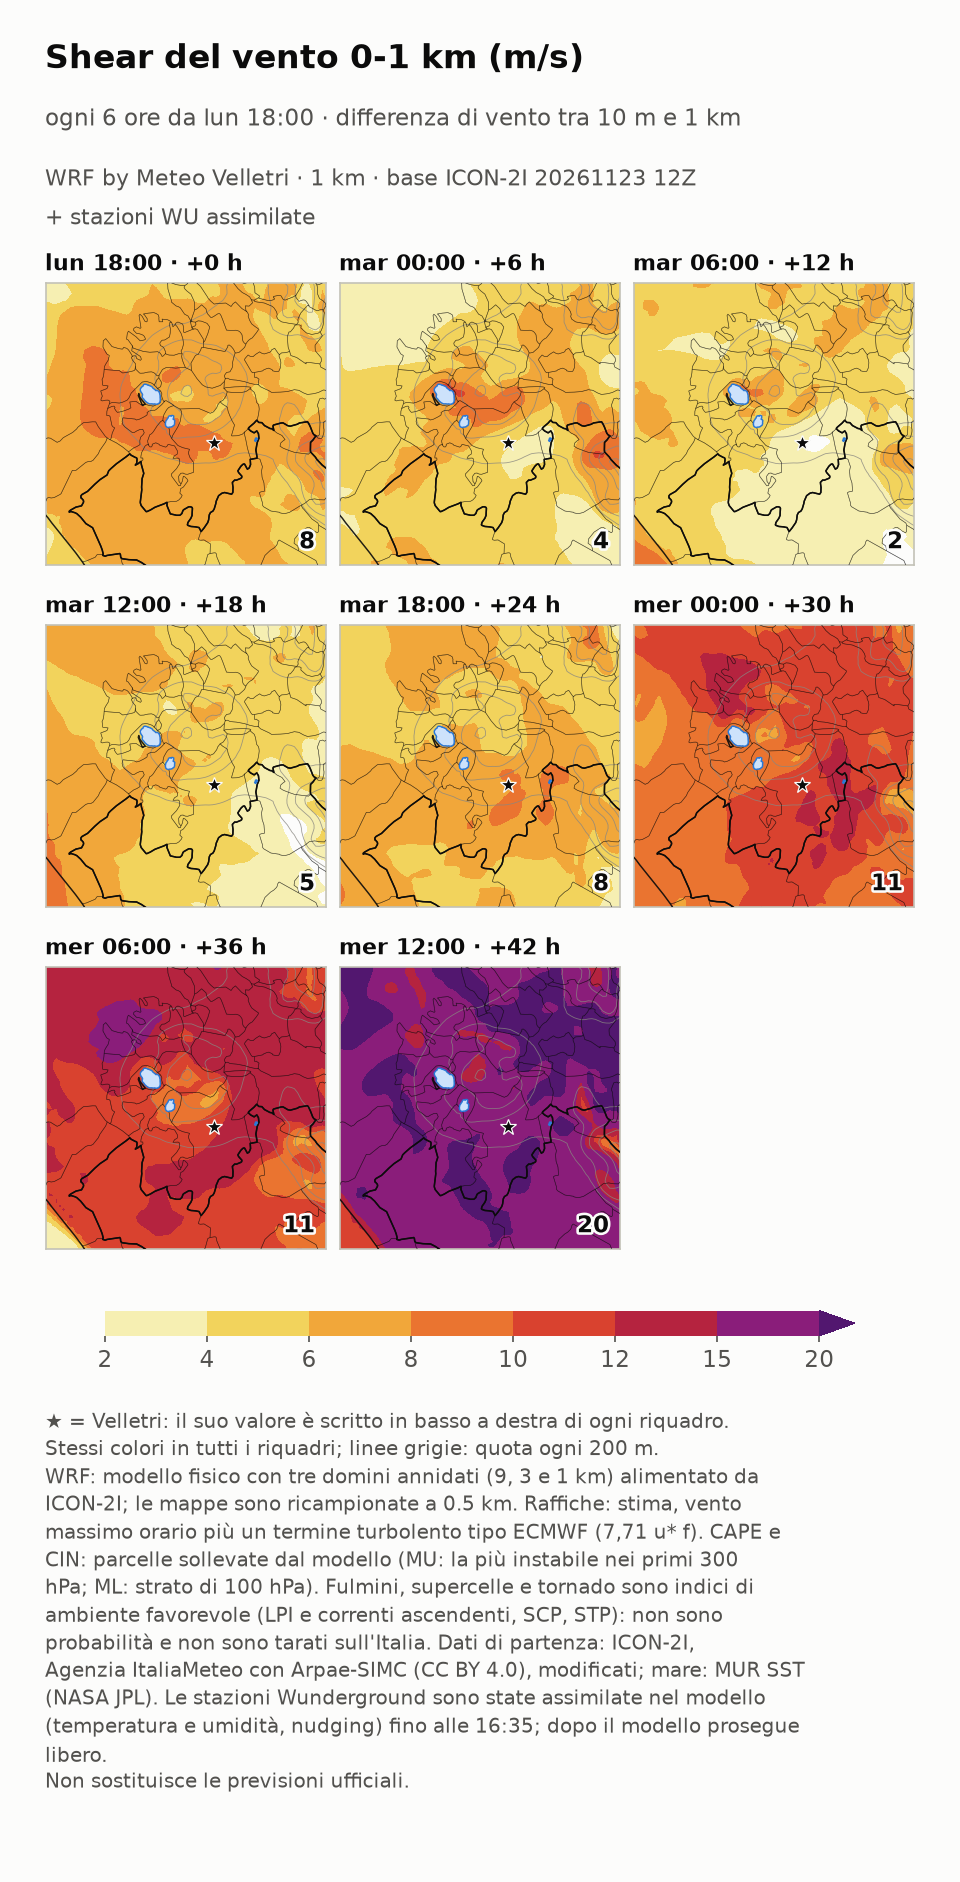 Shear del vento 0-1 km (m/s)
ogni 6 ore da lun 18:00 · differenza di vento tra 10 m e 1 km
WRF by Meteo Velletri · 1 km · base ICON-2I 20261123 12Z
+ stazioni WU assimilate
lun 18:00 · +0 h
mar 00:00 · +6 h
mar 06:00 · +12 h
8
4
2
mar 12:00 · +18 h
mar 18:00 · +24 h
mer 00:00 · +30 h
5
8
11
mer 06:00 · +36 h
mer 12:00 · +42 h
11
20
2 4 6 8 10 12 15 20
★ = Velletri: il suo valore è scritto in basso a destra di ogni riquadro.
Stessi colori in tutti i riquadri; linee grigie: quota ogni 200 m.
WRF: modello fisico con tre domini annidati (9, 3 e 1 km) alimentato da
ICON-2I; le mappe sono ricampionate a 0.5 km. Raffiche: stima, vento
massimo orario più un termine turbolento tipo ECMWF (7,71 u* f). CAPE e
CIN: parcelle sollevate dal modello (MU: la più instabile nei primi 300
hPa; ML: strato di 100 hPa). Fulmini, supercelle e tornado sono indici di
ambiente favorevole (LPI e correnti ascendenti, SCP, STP): non sono
probabilità e non sono tarati sull'Italia. Dati di partenza: ICON-2I,
Agenzia ItaliaMeteo con Arpae-SIMC (CC BY 4.0), modificati; mare: MUR SST
(NASA JPL). Le stazioni Wunderground sono state assimilate nel modello
(temperatura e umidità, nudging) fino alle 16:35; dopo il modello prosegue
libero.
Non sostituisce le previsioni ufficiali.